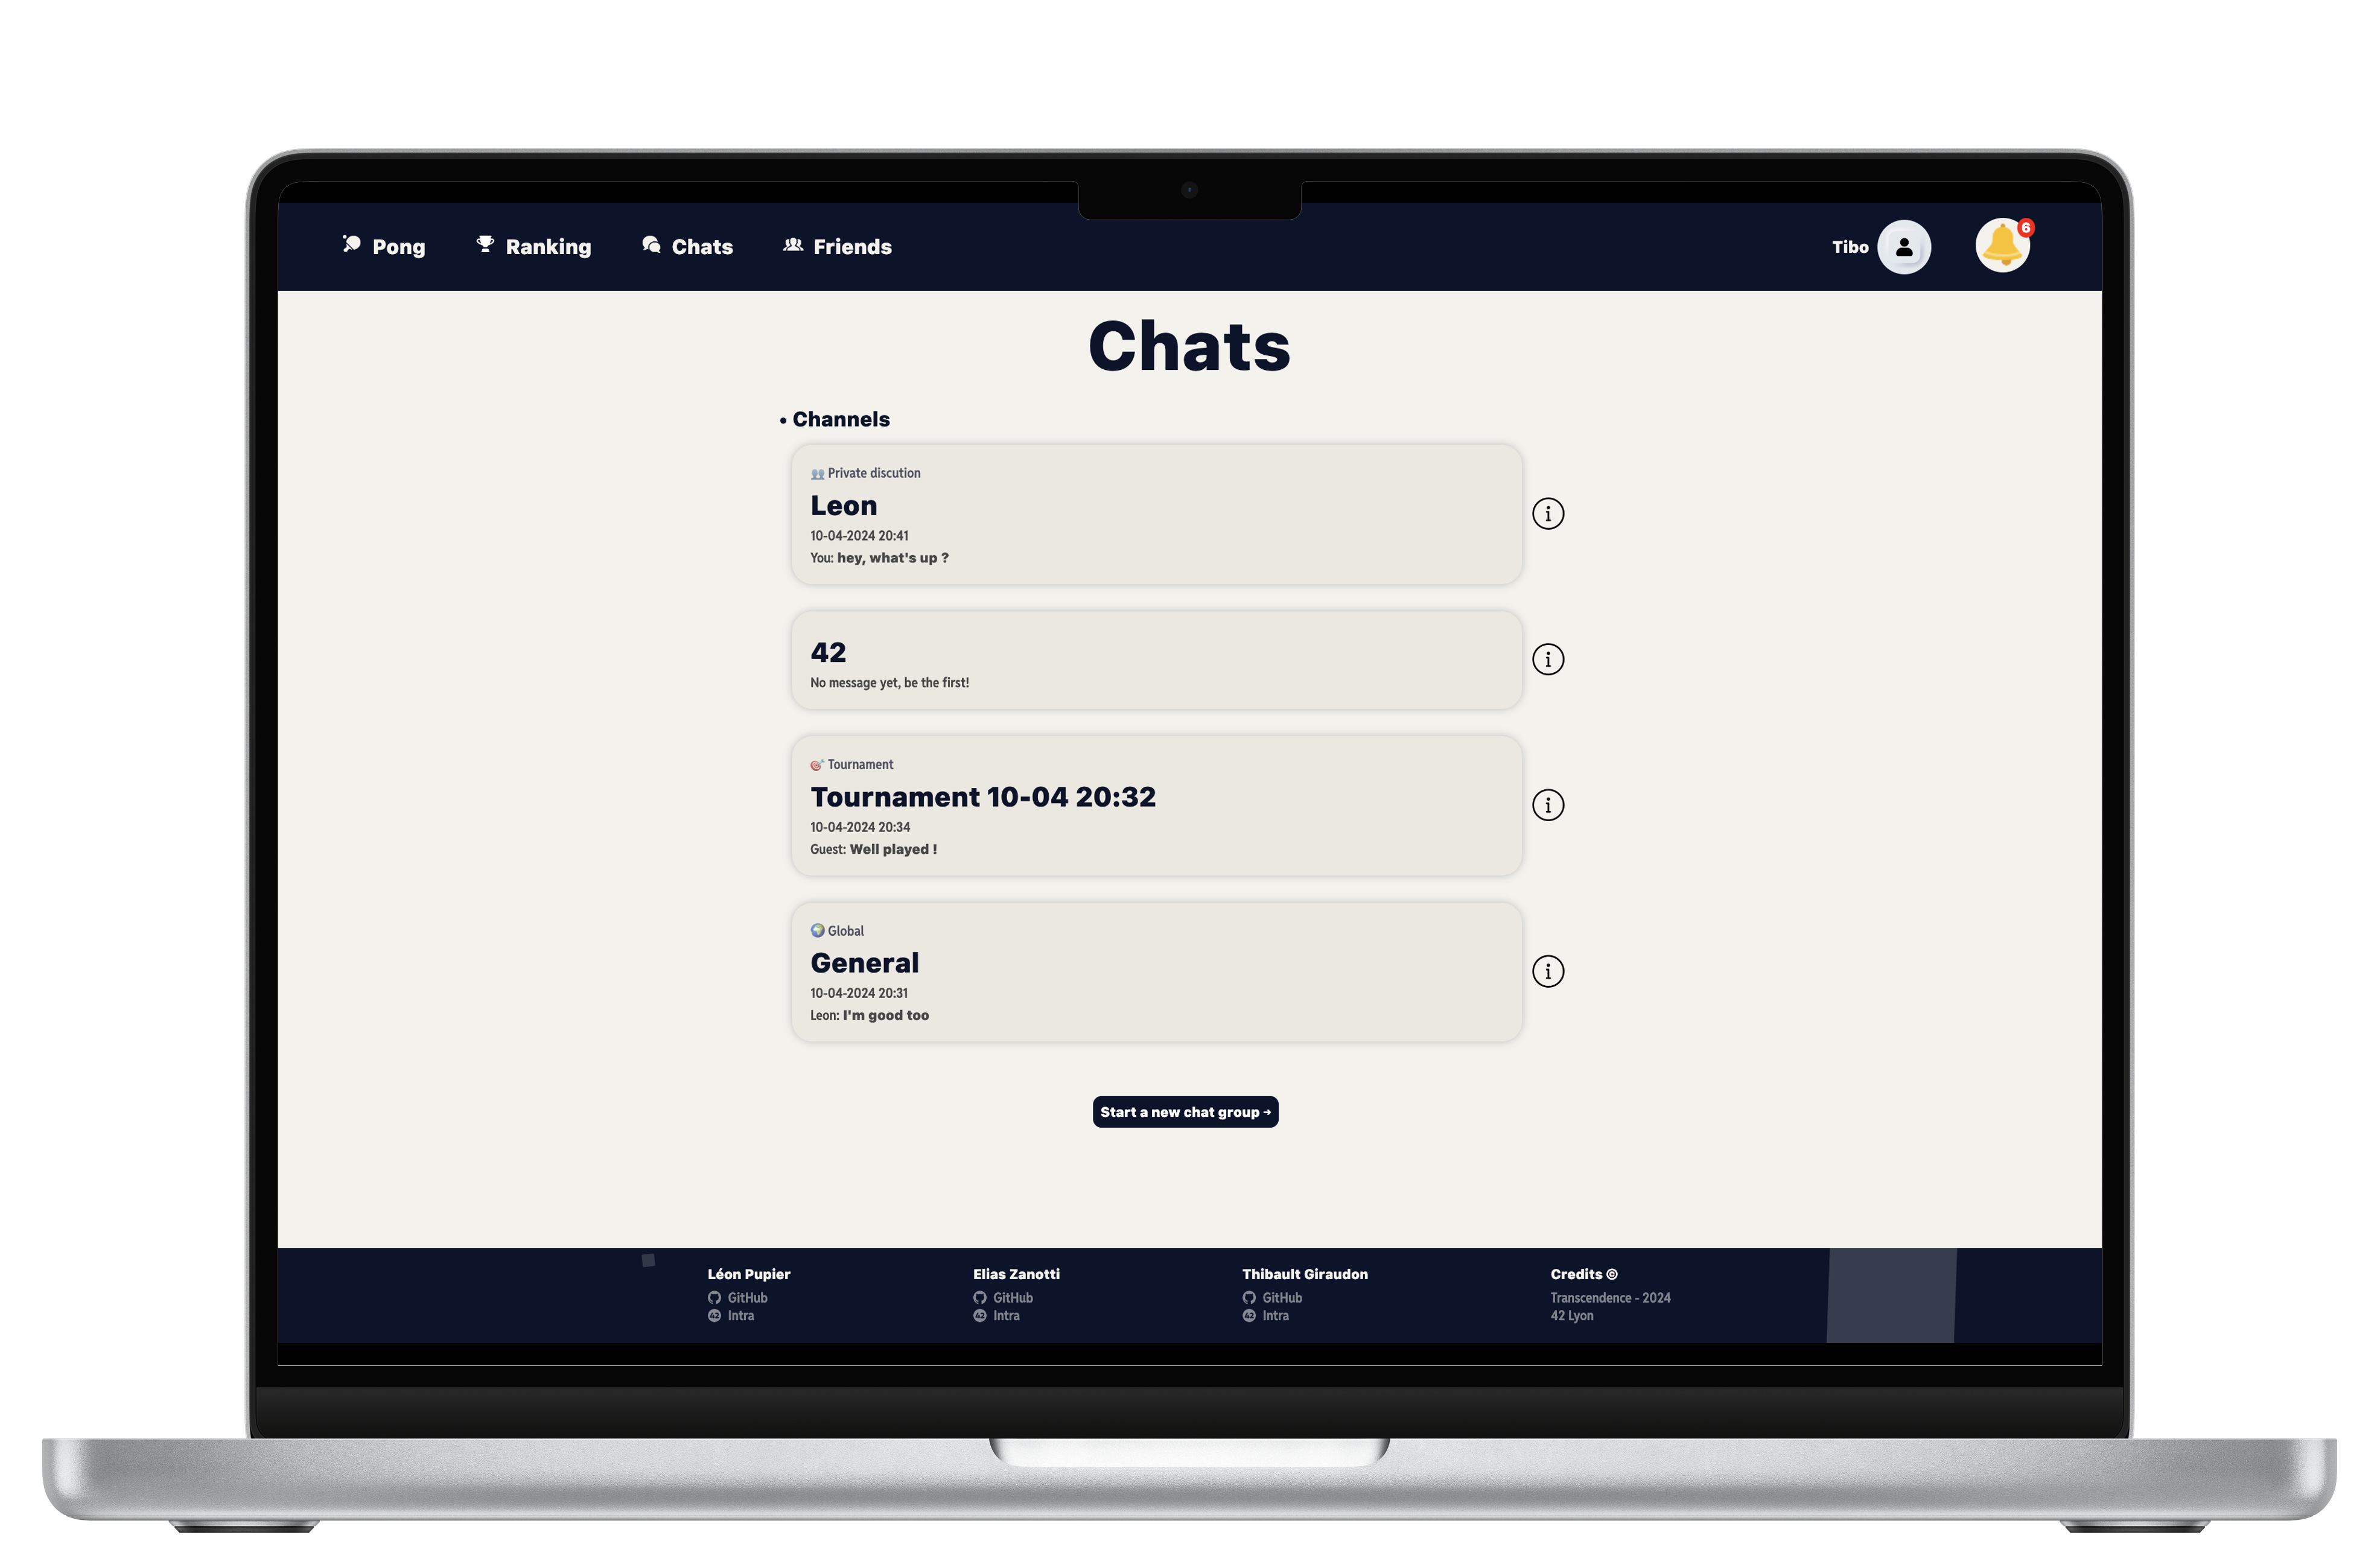 Pong
Ranking
Chats
Friends
Tibo
6
Chats
• Channels
Private discution
Leon
10-04-2024 20:41
You: hey, what's up ?
42
No message yet, be the first!
Tournament
Tournament 10-04 20:32
10-04-2024 20:34
Guest: Well played !
Global
General
10-04-2024 20:31
Leon: I'm good too
Start a new chat group →
Léon Pupier
GitHub
42 Intra
Elias Zanotti
GitHub
42 Intra
Thibault Giraudon
GitHub
42 Intra
Credits ©
Transcendence - 2024
42 Lyon